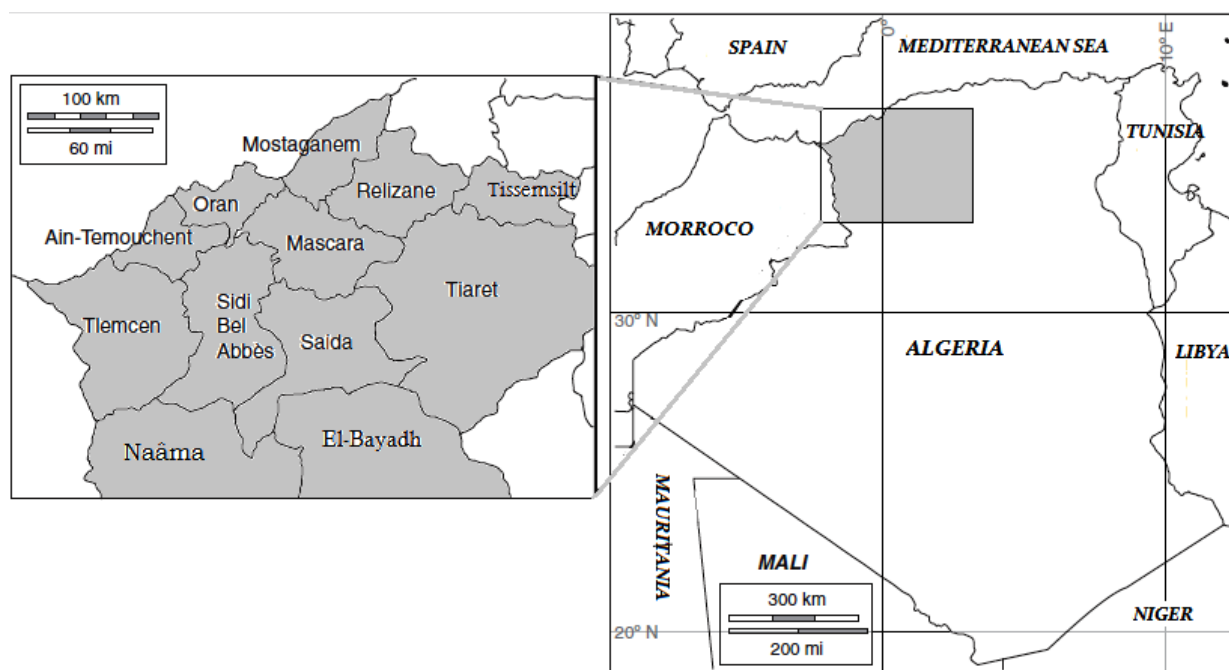 100 km
60 mi
Mostaganem
Relizane
Tissemsilt
Oran
Ain-Temouchent
Mascara
Tiaret
Sidi
Bel
Abbès
Tlemcen
Saida
Naâma
El-Bayadh
SPAIN
MEDITERRANEAN SEA
0°
10° E
TUNISIA
MORROCO
30° N
ALGERIA
LIBYA
MAURITANIA
MALI
300 km
200 mi
NIGER
20° N